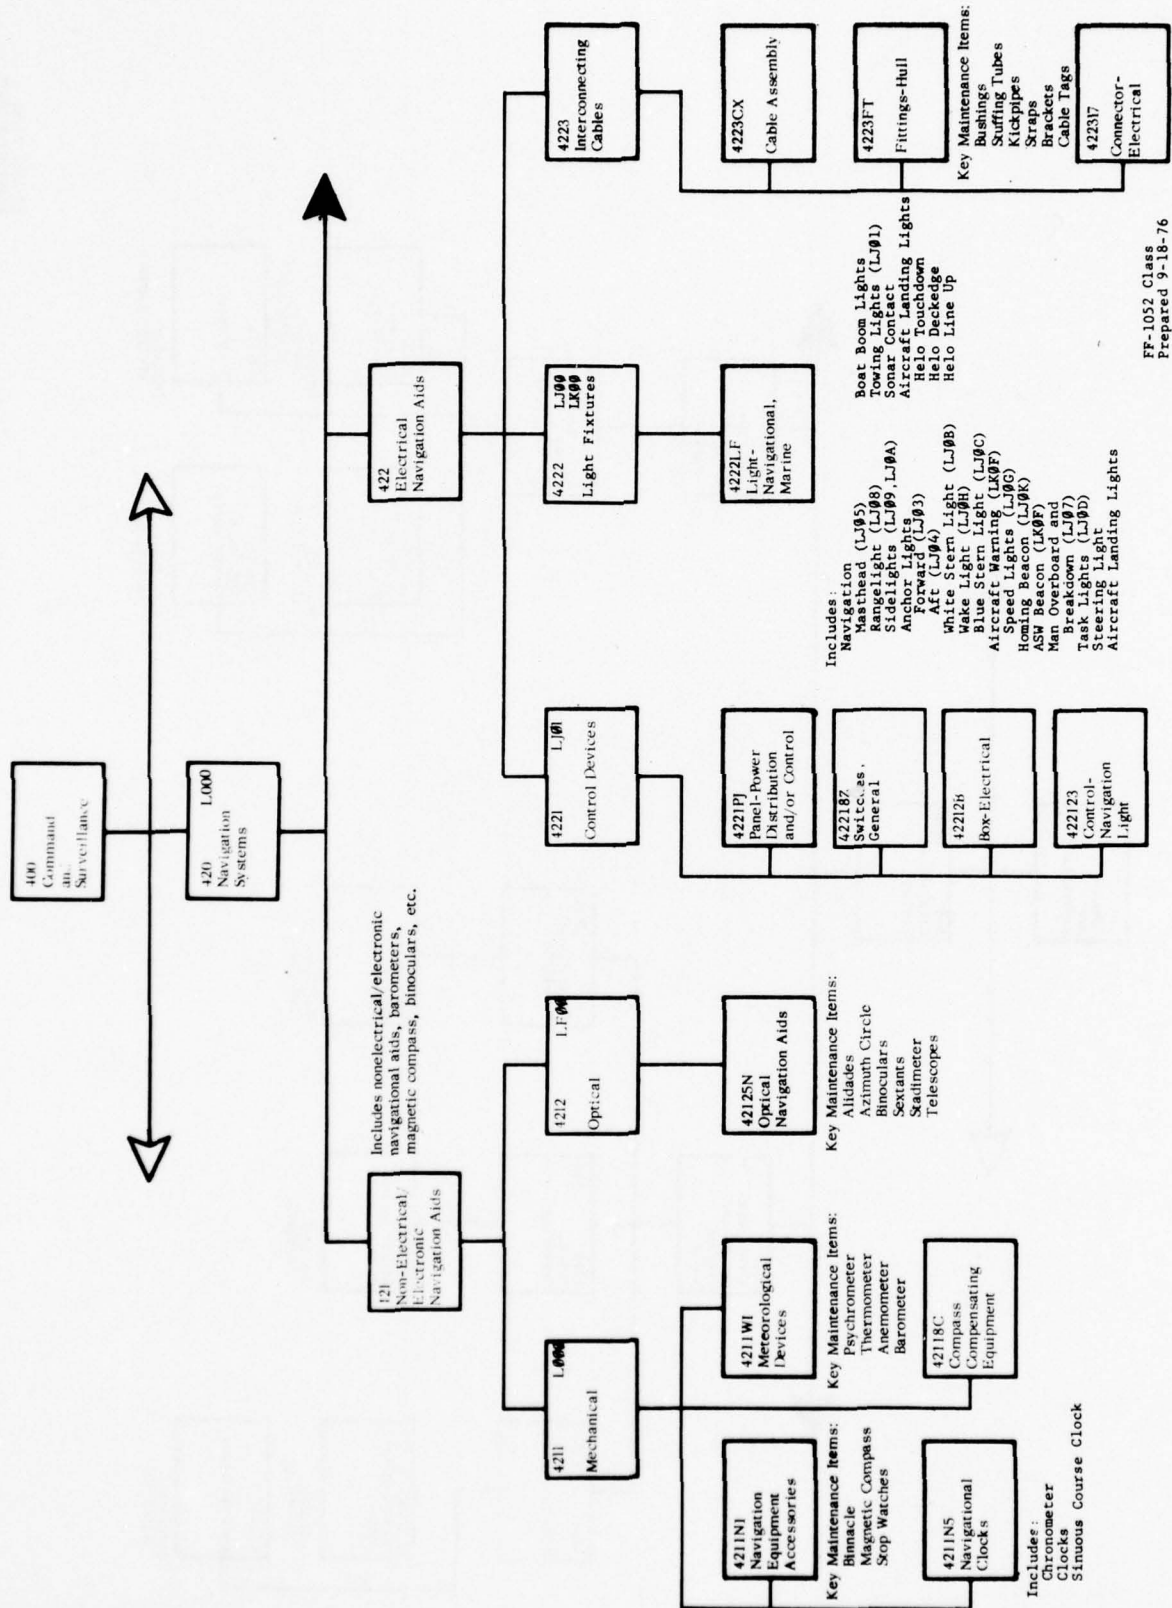 400
Command
Surveillance
420 L000
Navigation
Systems
Includes nonelectrical/electronic
navigational aids, barometers,
magnetic compass, binoculars, etc.
Non-Electrical/
Electronic
Navigation Aids
422
Electrical
Navigation Aids
4211 L000
Mechanical
4212 LF00
Optical
4221 LJ01
Control Devices
4222 LJ00
LK00
Light Fixtures
4223
Interconnecting
Cables
4211N1
Navigation
Equipment
Accessories
Key Maintenance Items:
Binnacle
Magnetic Compass
Stop Watches
4211N5
Navigational
Clocks
Includes:
Chronometer
Clocks
Sinuous Course Clock
4211W1
Meteorological
Devices
Key Maintenance Items:
Psychrometer
Thermometer
Anemometer
Barometer
42118C
Compass
Compensating
Equipment
42125N
Optical
Navigation Aids
Key Maintenance Items:
Alidades
Azimuth Circle
Binoculars
Sextants
Stadimeter
Telescopes
4221PJ
Panel-Power
Distribution
and/or Control
42218Z
General
42212B
Box-Electrical
422123
Control-
Navigation
Light
4222LF
Light-
Navigational,
Marine
Includes:
Navigation
Masthead (LJØ5)
Rangelight (LJØ8)
Sidelights (LJØ9,LJØA)
Anchor Lights
Forward (LJØ3)
Aft (LJØ4)
White Stern Light (LJØB)
Wake Light (LJØH)
Blue Stern Light (LJØC)
Aircraft Warning (LKØF)
Speed Lights (LJØG)
Homing Beacon (LJØK)
ASW Beacon (LKØF)
Man Overboard and
Breakdown (LJØ7)
Task Lights (LJØD)
Steering Light
Aircraft Landing Lights
Boat Boom Lights
Towing Lights (LJØ1)
Sonar Contact
Aircraft Landing Lights
Helo Touchdown
Helo Deckedge
Helo Line Up
4223CX
Cable Assembly
4223FT
Fittings-Hull
Key Maintenance Items:
Bushings
Stuffing Tubes
Kickpipes
Straps
Brackets
Cable Tags
422317
Connector-
Electrical
FF-1052 Class
Prepared 9-18-76